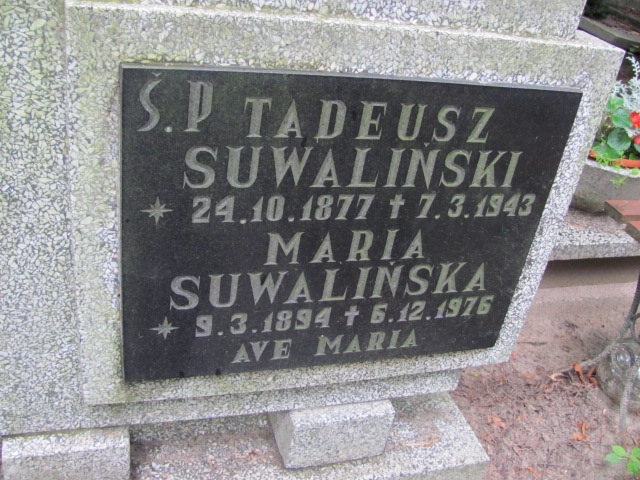 Ś.P TADEUSZ
SUWALIŃSKI
* 24.10.1877 ✝ 7.3.1943
MARIA
SUWALIŃSKA
* 9.3.1894 ✝ 6.12.1976
AVE MARIA